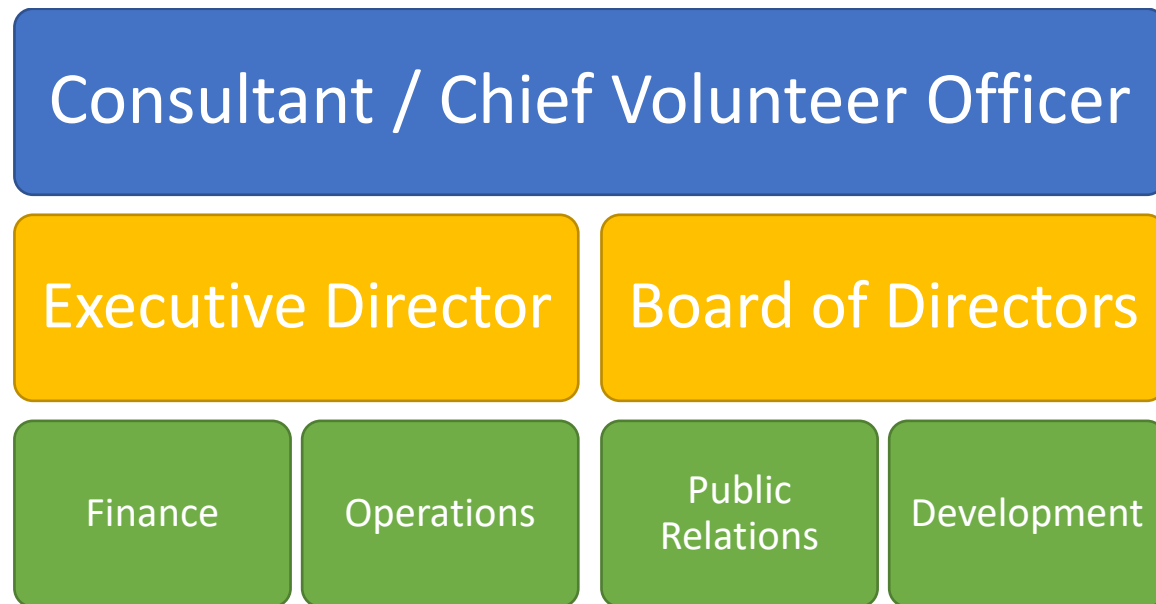 Consultant / Chief Volunteer Officer
Executive Director
Board of Directors
Finance
Operations
Public
Relations
Development